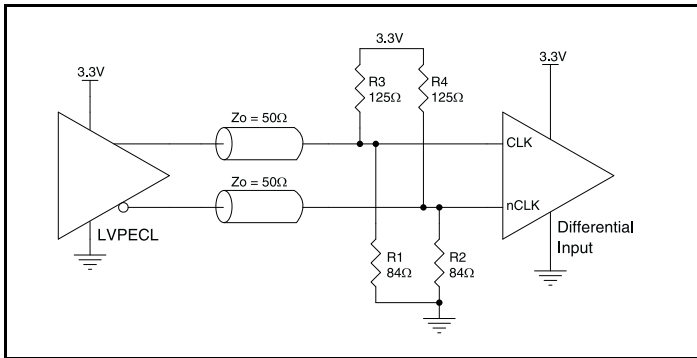 3.3V
3.3V
3.3V
R3
125Ω
R4
125Ω
Zo = 50Ω
CLK
Zo = 50Ω
nCLK
LVPECL
Differential
Input
R1
84Ω
R2
84Ω